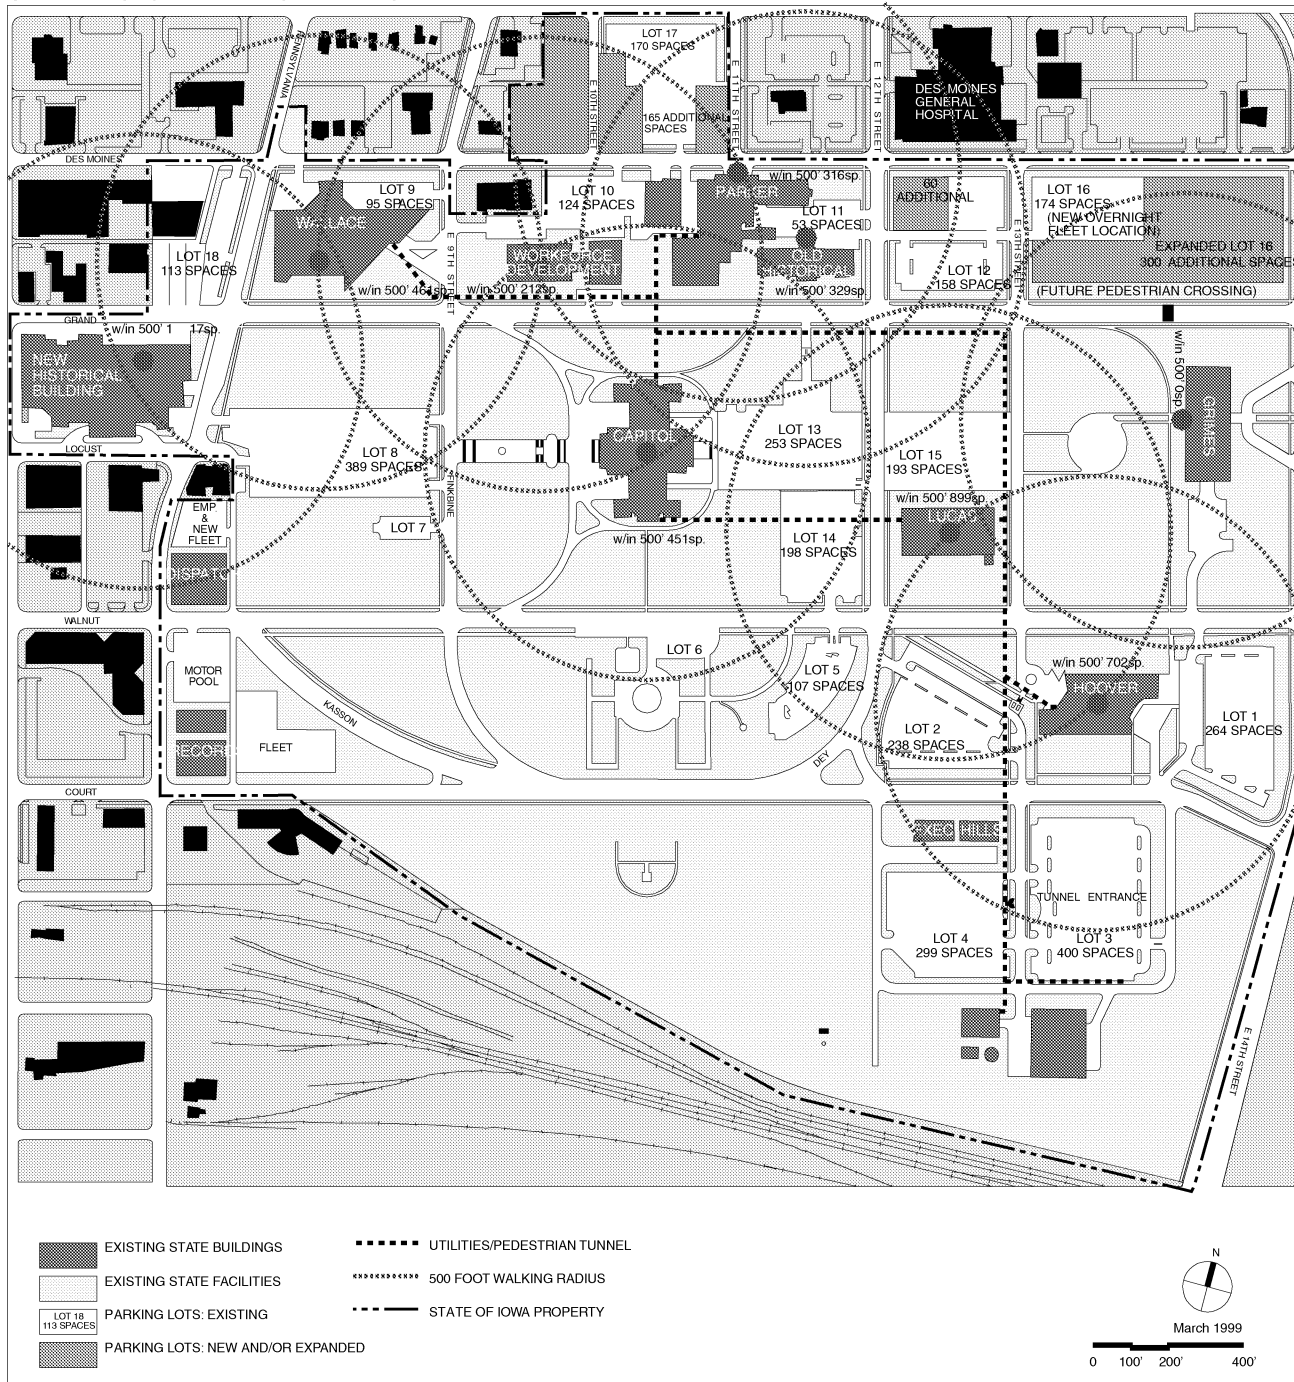 LOT 17
170 SPACES
PENNSYLVANIA
E 10TH STREET
E 11TH STREET
E 12TH STREET
DES MOINES
GENERAL
HOSPITAL
165 ADDITIONAL
SPACES
DES MOINES
w/in 500' 316sp.
LOT 9
95 SPACES
LOT 10
124 SPACES
PARKER
60
ADDITIONAL
LOT 16
174 SPACES
(NEW OVERNIGHT
FLEET LOCATION)
WALLACE
LOT 11
53 SPACES
E 9TH STREET
E 13TH STREET
LOT 18
113 SPACES
WORKFORCE
DEVELOPMENT
OLD
HISTORICAL
EXPANDED LOT 16
300 ADDITIONAL SPACES
LOT 12
158 SPACES
w/in 500' 461sp.
w/in 500' 212sp.
w/in 500' 329sp.
(FUTURE PEDESTRIAN CROSSING)
GRAND
w/in 500' 1 17sp.
w/in 500' 0sp.
NEW
HISTORICAL
BUILDING
GRIMES
LOT 13
253 SPACES
CAPITOL
LOCUST
LOT 8
389 SPACES
LOT 15
193 SPACES
FINKBINE
w/in 500' 899sp.
EMP.
&
NEW
FLEET
LOT 7
LUCAS
w/in 500' 451sp.
LOT 14
198 SPACES
DISPATCH
WALNUT
LOT 6
LOT 5
107 SPACES
w/in 500' 702sp.
MOTOR
POOL
HOOVER
KASSON
LOT 2
238 SPACES
LOT 1
264 SPACES
RECORDS
FLEET
DEY
COURT
EXEC HILLS
TUNNEL ENTRANCE
LOT 4
299 SPACES
LOT 3
400 SPACES
E 14TH STREET
EXISTING STATE BUILDINGS
EXISTING STATE FACILITIES
LOT 18
113 SPACES
PARKING LOTS: EXISTING
PARKING LOTS: NEW AND/OR EXPANDED
UTILITIES/PEDESTRIAN TUNNEL
500 FOOT WALKING RADIUS
STATE OF IOWA PROPERTY
N
March 1999
0 100' 200' 400'